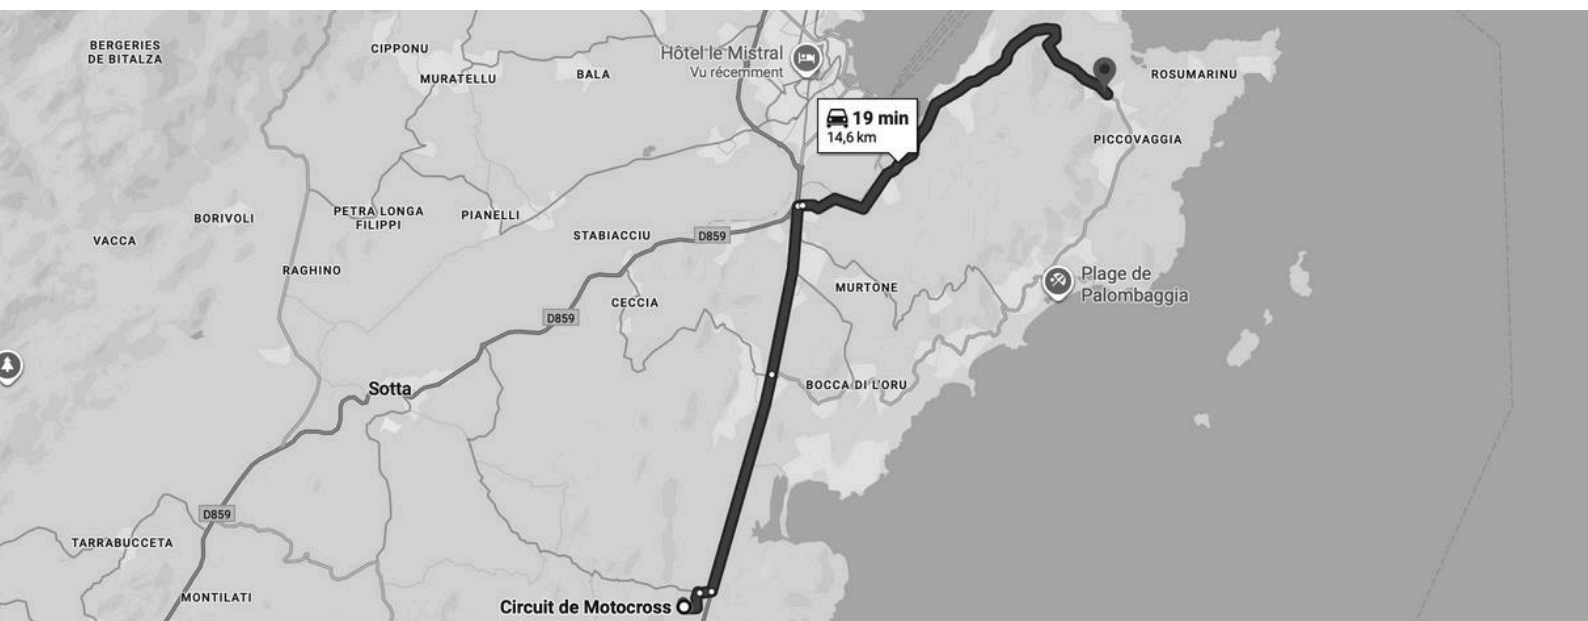 BERGERIES
DE BITALZA
CIPPONU
MURATELLU
BALA
Hôtel le Mistral
Vu récemment
ROSUMARINU
19 min
14,6 km
PICCOVAGGIA
BORIVOLI
PETRA LONGA
FILIPPI
PIANELLI
VACCA
STABIACCIU
D859
RAGHINO
CECCIA
MURTONE
Plage de
Palombaggia
D859
Sotta
BOCCA DI L'ORU
D859
TARRABUCCETA
MONTILATI
Circuit de Motocross